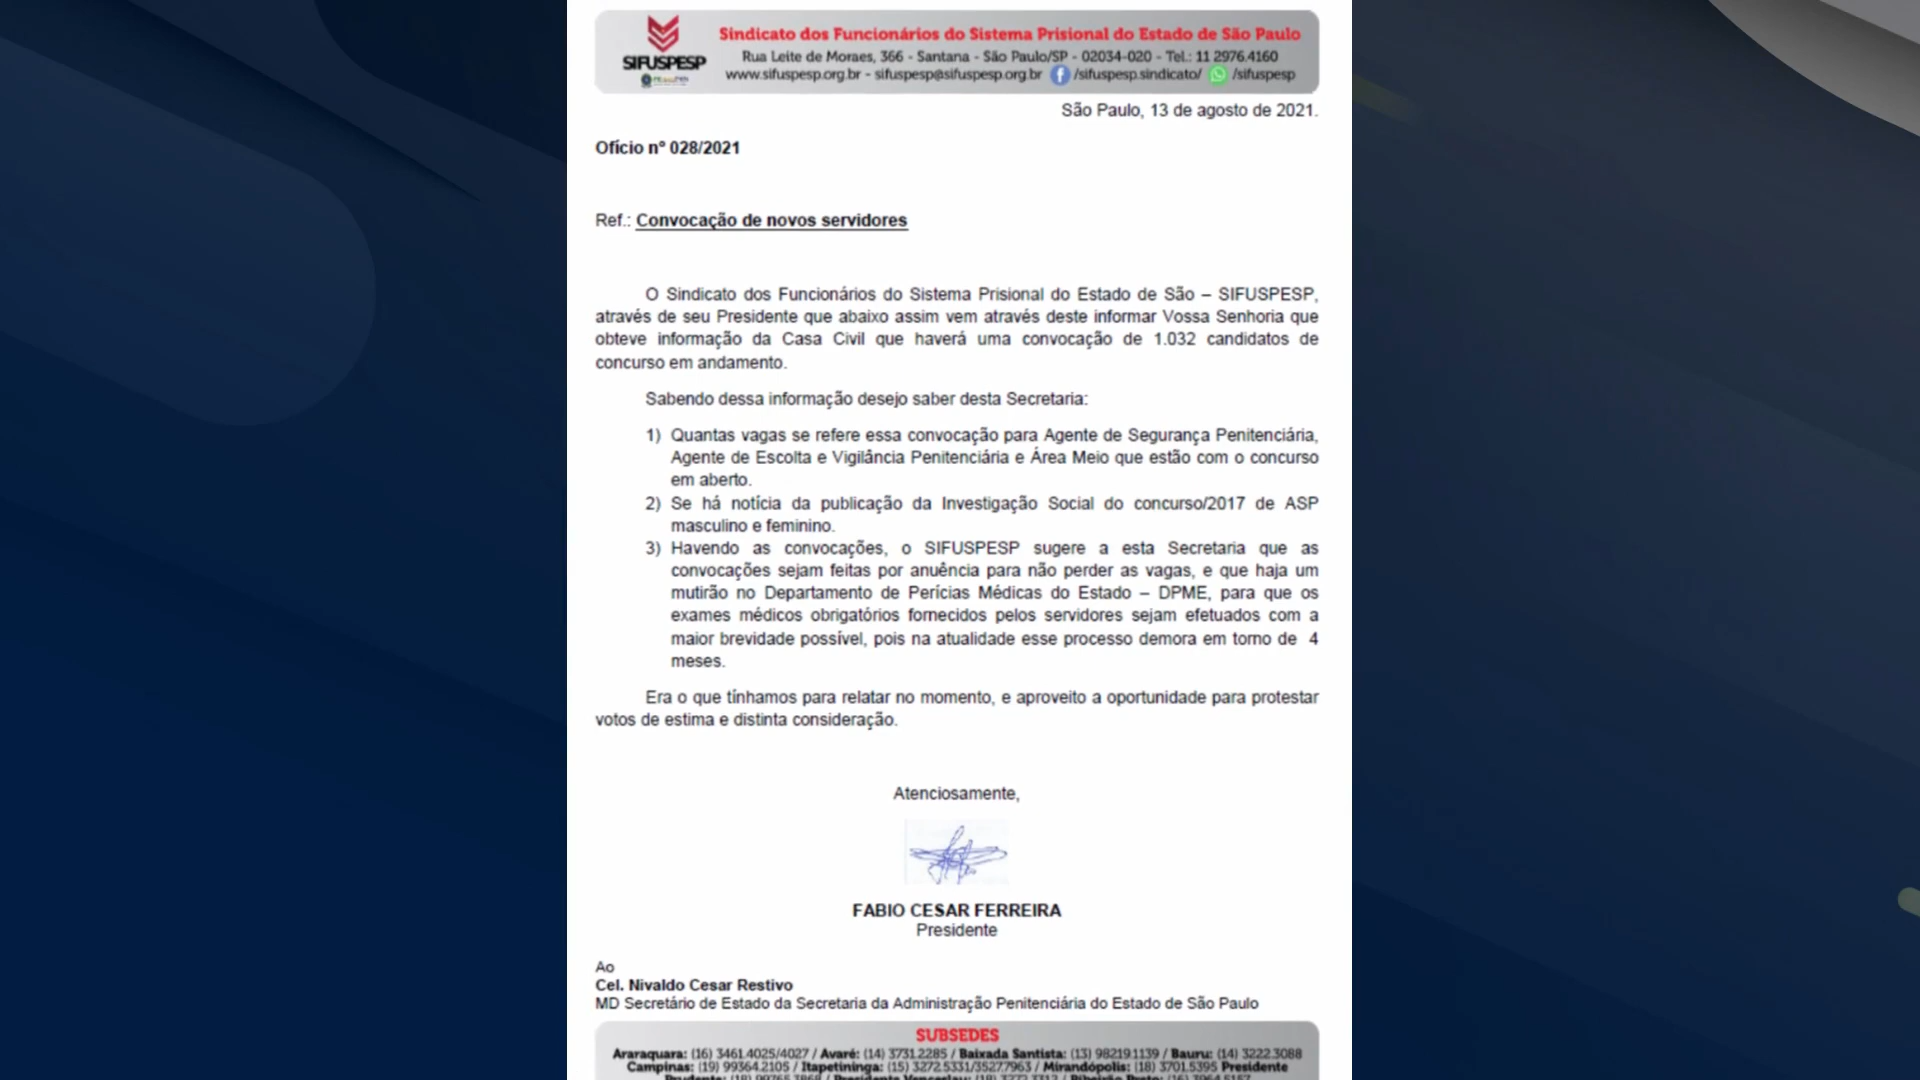 SIFUSPESP
Sindicato dos Funcionários do Sistema Prisional do Estado de São Paulo
Rua Leite de Moraes, 366 - Santana - São Paulo/SP - 02034-020 - Tel.: 11 2976.4160
www.sifuspesp.org.br - sifuspesp@sifuspesp.org.br /sifuspesp.sindicato/ /sifuspesp
São Paulo, 13 de agosto de 2021.
Ofício nº 028/2021
Ref.: Convocação de novos servidores
O Sindicato dos Funcionários do Sistema Prisional do Estado de São – SIFUSPESP,
através de seu Presidente que abaixo assim vem através deste informar Vossa Senhoria que
obteve informação da Casa Civil que haverá uma convocação de 1.032 candidatos de
concurso em andamento.
Sabendo dessa informação desejo saber desta Secretaria:
1) Quantas vagas se refere essa convocação para Agente de Segurança Penitenciária,
Agente de Escolta e Vigilância Penitenciária e Área Meio que estão com o concurso
em aberto.
2) Se há notícia da publicação da Investigação Social do concurso/2017 de ASP
masculino e feminino.
3) Havendo as convocações, o SIFUSPESP sugere a esta Secretaria que as
convocações sejam feitas por anuência para não perder as vagas, e que haja um
mutirão no Departamento de Perícias Médicas do Estado – DPME, para que os
exames médicos obrigatórios fornecidos pelos servidores sejam efetuados com a
maior brevidade possível, pois na atualidade esse processo demora em torno de 4
meses.
Era o que tínhamos para relatar no momento, e aproveito a oportunidade para protestar
votos de estima e distinta consideração.
Atenciosamente,
FABIO CESAR FERREIRA
Presidente
Ao
Cel. Nivaldo Cesar Restivo
MD Secretário de Estado da Secretaria da Administração Penitenciária do Estado de São Paulo
SUBSEDES
Araraquara: (16) 3461.4025/4027 / Avaré: (14) 3731.2285 / Baixada Santista: (13) 98219.1139 / Bauru: (14) 3222.3088
Campinas: (19) 99364.2105 / Itapetininga: (15) 3272.5331/3527.7963 / Mirandópolis: (18) 3701.5395 Presidente